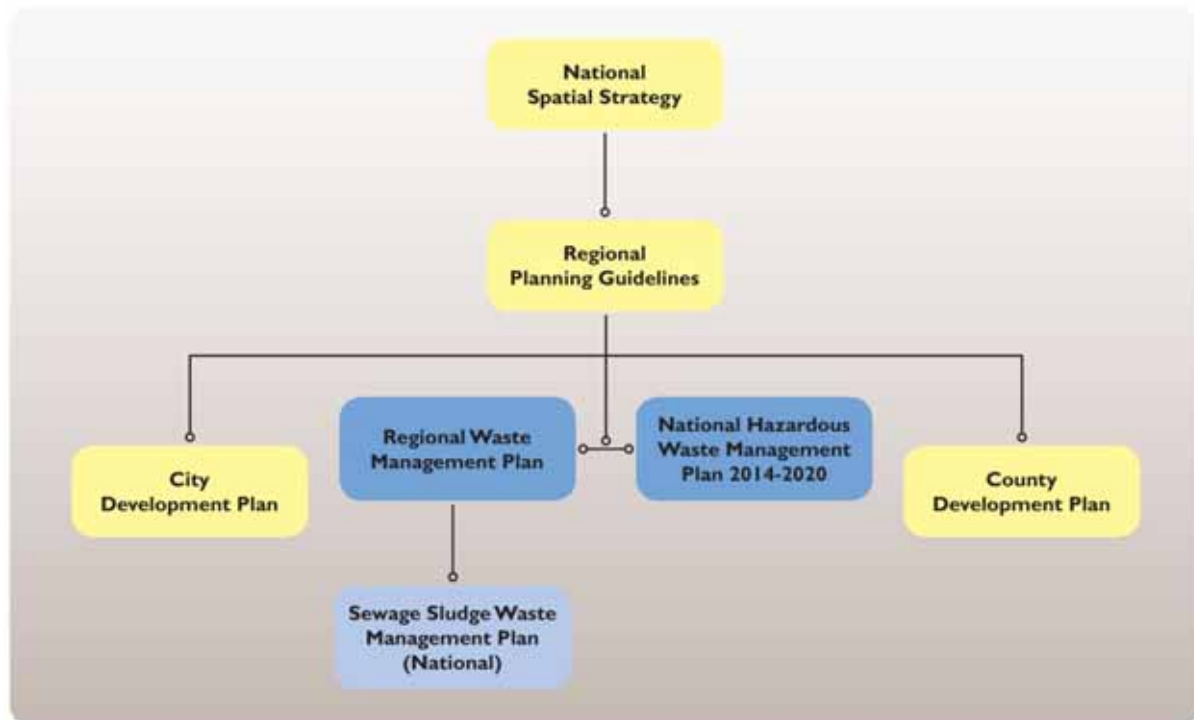 National
Spatial Strategy
Regional
Planning Guidelines
City
Development Plan
Regional Waste
Management Plan
National Hazardous
Waste Management
Plan 2014-2020
County
Development Plan
Sewage Sludge Waste
Management Plan
(National)